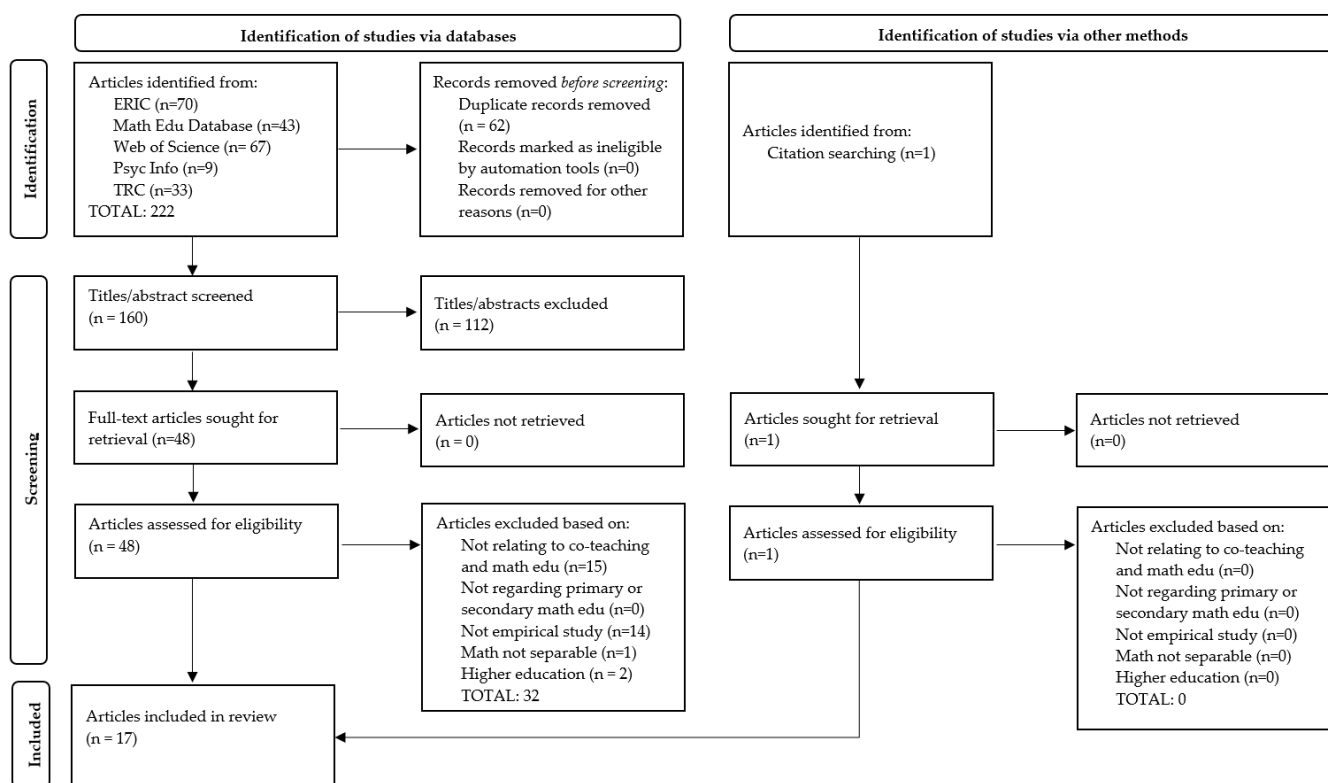 Identification of studies via databases
Identification of studies via other methods
Identification
Articles identified from:
ERIC (n=70)
Math Edu Database (n=43)
Web of Science (n= 67)
Psyc Info (n=9)
TRC (n=33)
TOTAL: 222
Records removed before screening:
Duplicate records removed
(n = 62)
Records marked as ineligible
by automation tools (n=0)
Records removed for other
reasons (n=0)
Articles identified from:
Citation searching (n=1)
Screening
Titles/abstract screened
(n = 160)
Titles/abstracts excluded
(n = 112)
Full-text articles sought for
retrieval (n=48)
Articles not retrieved
(n = 0)
Articles sought for retrieval
(n=1)
Articles not retrieved
(n=0)
Articles assessed for eligibility
(n = 48)
Articles excluded based on:
Not relating to co-teaching
and math edu (n=15)
Not regarding primary or
secondary math edu (n=0)
Not empirical study (n=14)
Math not separable (n=1)
Higher education (n = 2)
TOTAL: 32
Articles assessed for eligibility
(n=1)
Articles excluded based on:
Not relating to co-teaching
and math edu (n=0)
Not regarding primary or
secondary math edu (n=0)
Not empirical study (n=0)
Math not separable (n=0)
Higher education (n=0)
TOTAL: 0
Included
Articles included in review
(n = 17)